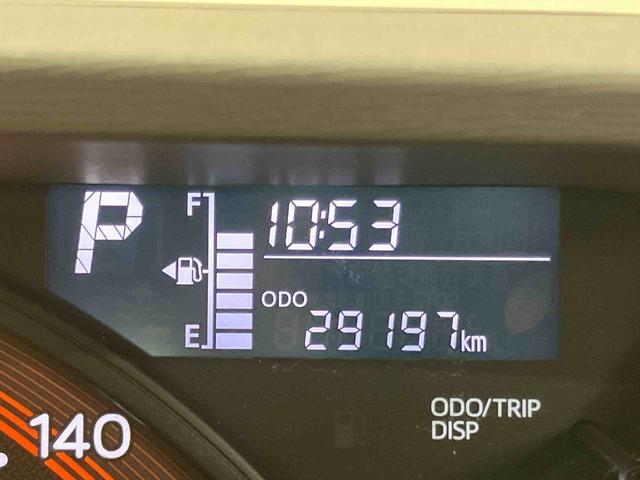 P
F
10:53
ODO
E
29197km
140
ODO/TRIP
DISP